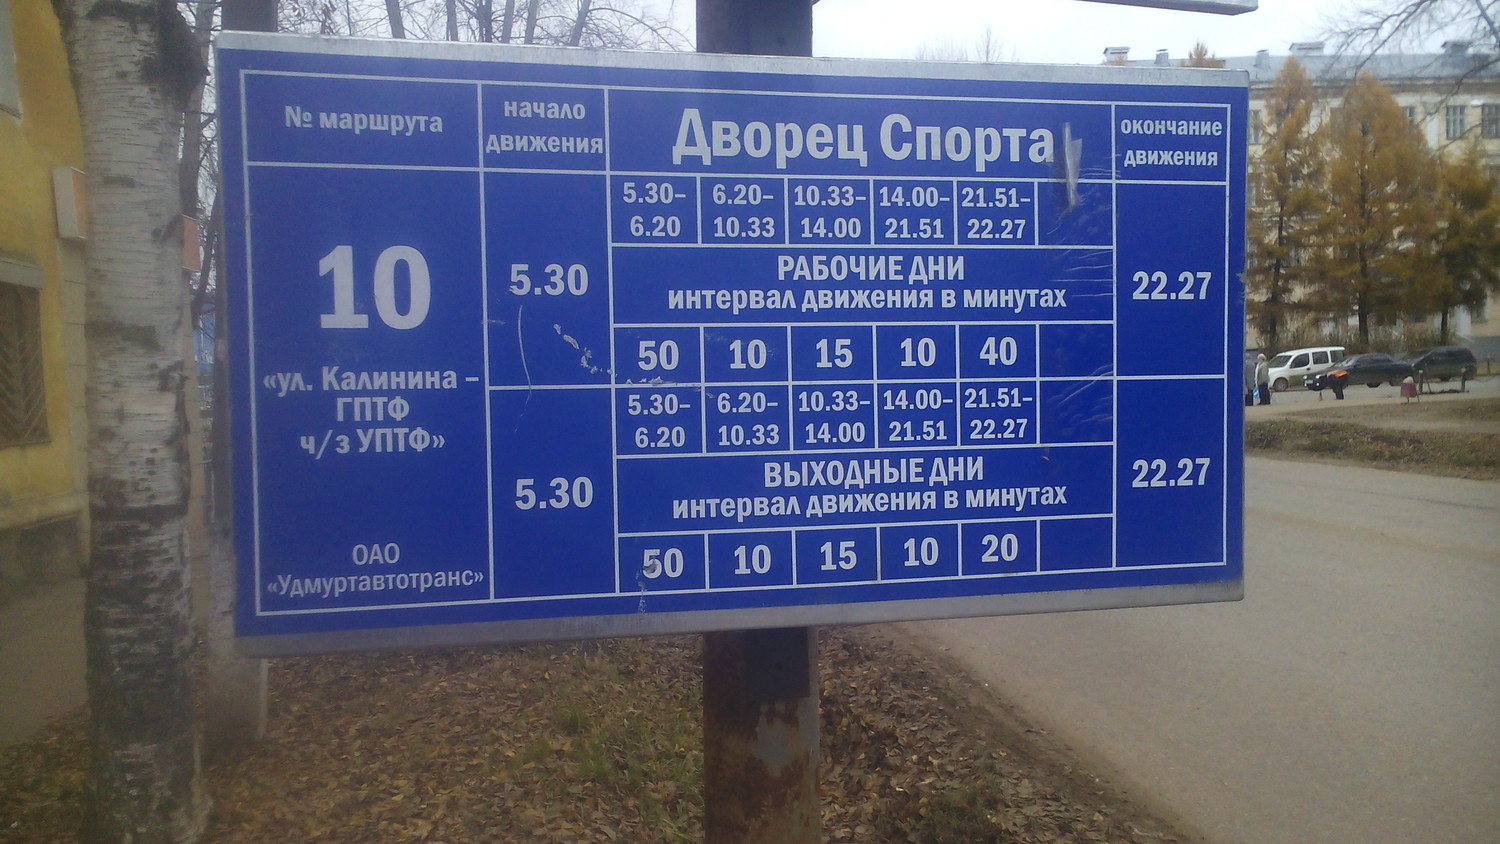 № маршрута
начало
движения
Дворец Спорта
окончание
движения
10
«ул. Калинина –
ГПТФ
ч/з УПТФ»
ОАО
«Удмуртавтотранс»
5.30
5.30–
6.20
6.20–
10.33
10.33–
14.00
14.00–
21.51
21.51–
22.27
РАБОЧИЕ ДНИ
интервал движения в минутах
50 10 15 10 40
22.27
5.30
5.30–
6.20
6.20–
10.33
10.33–
14.00
14.00–
21.51
21.51–
22.27
ВЫХОДНЫЕ ДНИ
интервал движения в минутах
50 10 15 10 20
22.27